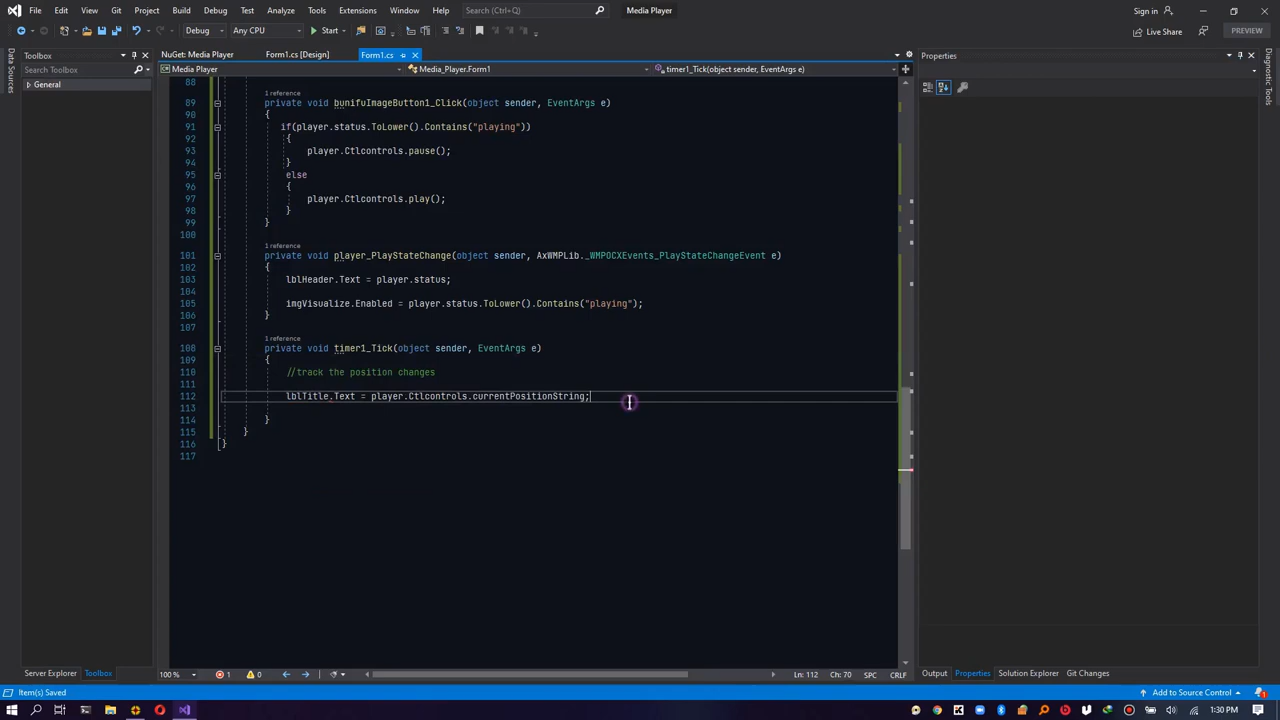 File Edit View Git Project Build Debug Test Analyze Tools Extensions Window Help Search (Ctrl+Q) Media Player Sign in
Debug Any CPU Start Live Share PREVIEW
Data Sources
Toolbox
Search Toolbox
General
NuGet: Media Player Form1.cs [Design] Form1.cs
Media Player Media_Player.Form1 timer1_Tick(object sender, EventArgs e)
Properties
Diagnostic Tools
88
1 reference
89 private void bunifuImageButton1_Click(object sender, EventArgs e)
90 {
91 if(player.status.ToLower().Contains("playing"))
92 {
93 player.Ctlcontrols.pause();
94 }
95 else
96 {
97 player.Ctlcontrols.play();
98 }
99 }
100
1 reference
101 private void player_PlayStateChange(object sender, AxWMPLib._WMPOCXEvents_PlayStateChangeEvent e)
102 {
103 lblHeader.Text = player.status;
104
105 imgVisualize.Enabled = player.status.ToLower().Contains("playing");
106 }
107
1 reference
108 private void timer1_Tick(object sender, EventArgs e)
109 {
110 //track the position changes
111
112 lblTitle.Text = player.Ctlcontrols.currentPositionString;
113
114 }
115 }
116 }
117
100 % 1 0 Ln: 112 Ch: 70 SPC CRLF
Server Explorer Toolbox
Output Properties Solution Explorer Git Changes
Item(s) Saved Add to Source Control 1
1:30 PM